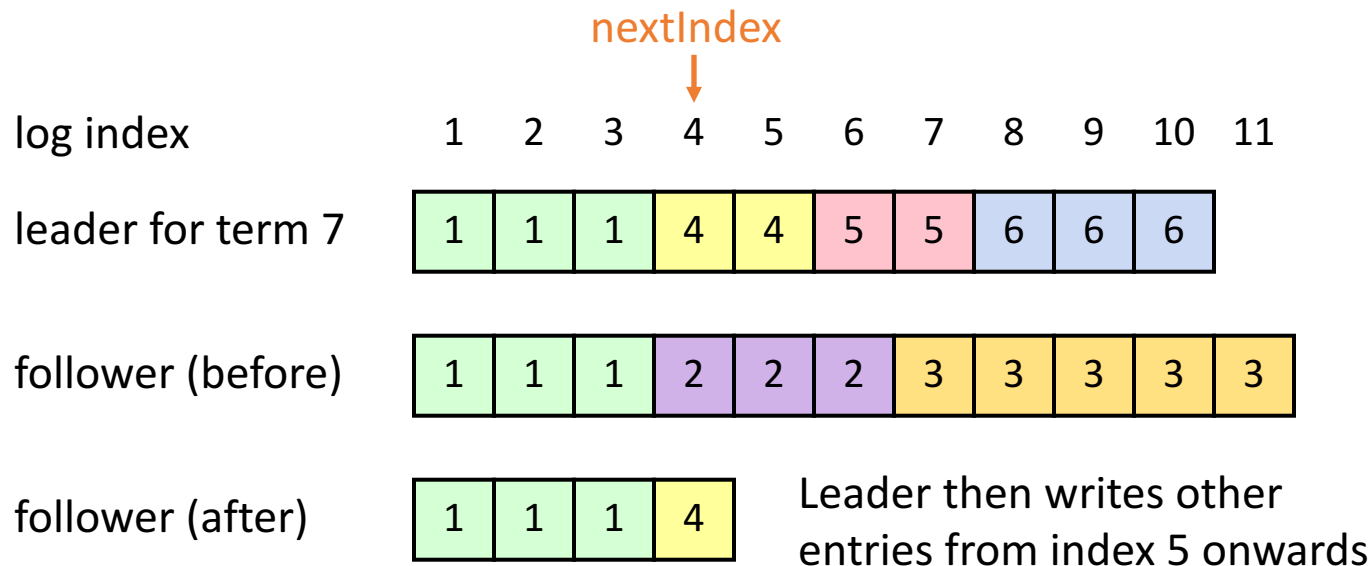 nextIndex
log index 1 2 3 4 5 6 7 8 9 10 11
leader for term 7 1 1 1 4 4 5 5 6 6 6
follower (before) 1 1 1 2 2 2 3 3 3 3 3
follower (after) 1 1 1 4
Leader then writes other
entries from index 5 onwards